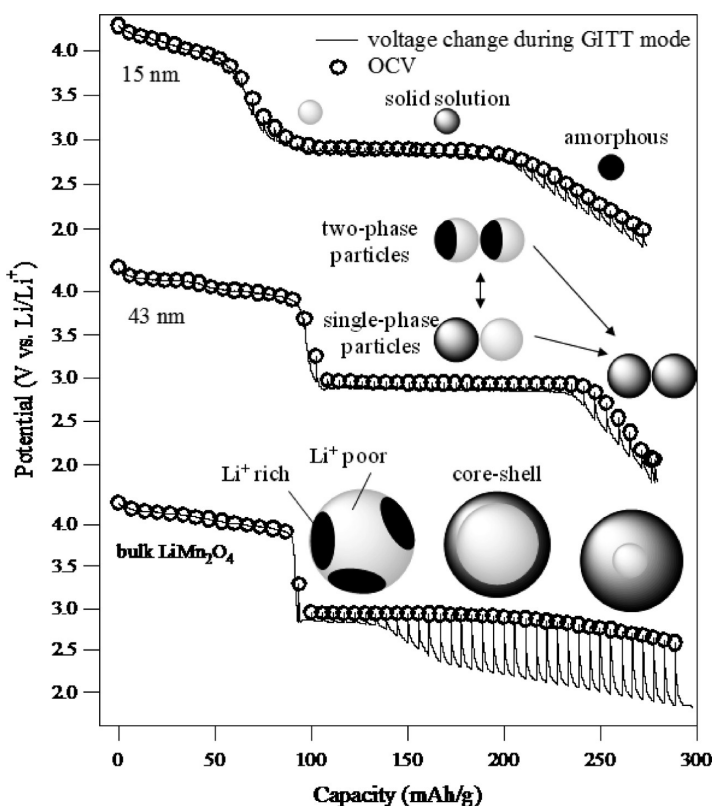 voltage change during GITT mode
OCV
4.0
15 nm
solid solution
3.5
amorphous
3.0
2.5
2.0
two-phase
particles
4.0
43 nm
single-phase
particles
3.5
3.0
2.5
2.0
Potential (V vs. Li/Li⁺)
Li⁺ rich
Li⁺ poor
core-shell
4.0
bulk LiMn₂O₄
3.5
3.0
2.5
2.0
0 50 100 150 200 250 300
Capacity (mAh/g)